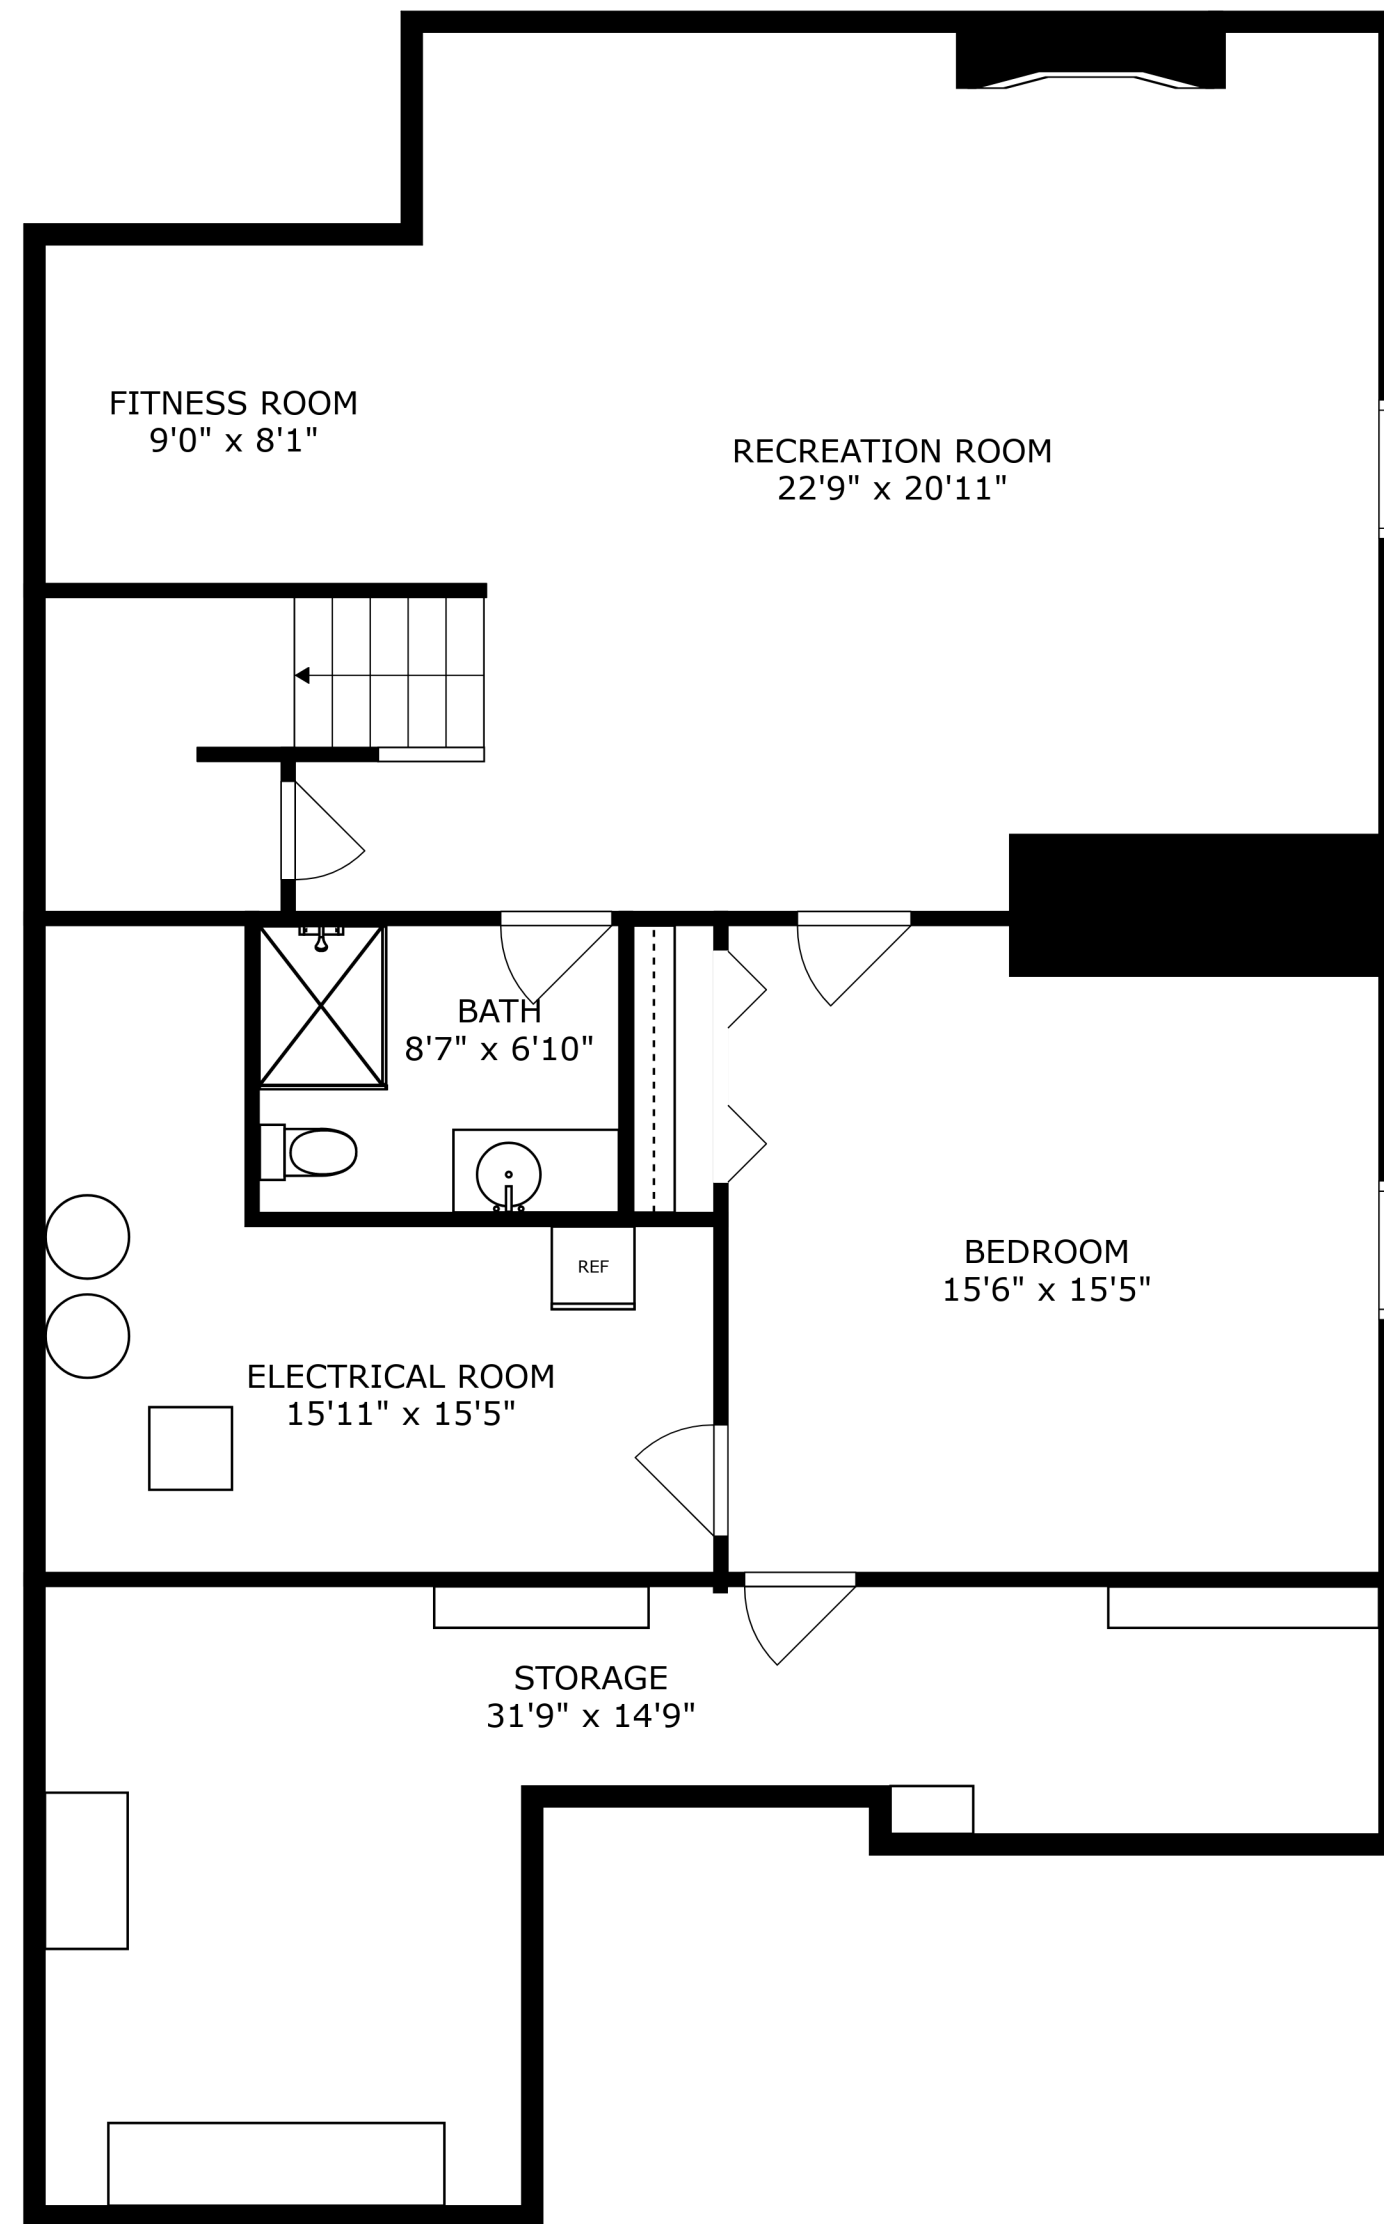 FITNESS ROOM
9'0" x 8'1"
RECREATION ROOM
22'9" x 20'11"
BATH
8'7" x 6'10"
BEDROOM
15'6" x 15'5"
REF
ELECTRICAL ROOM
15'11" x 15'5"
STORAGE
31'9" x 14'9"